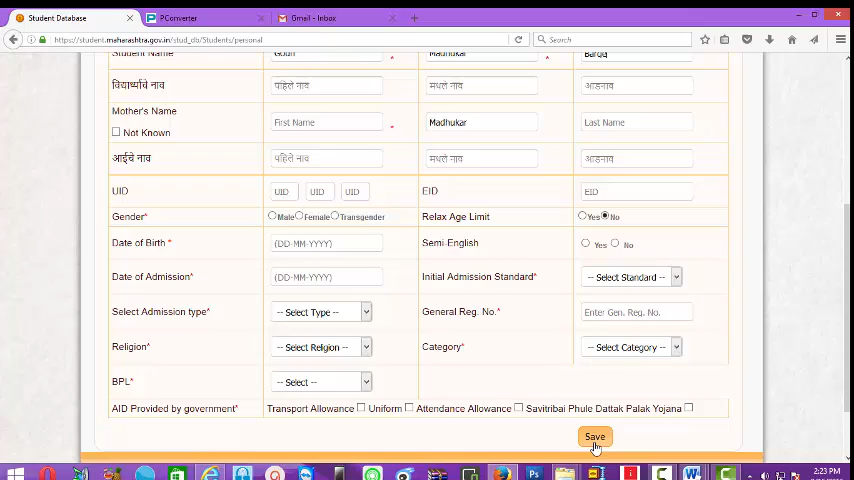 Student Database
PConverter
Gmail - Inbox
https://student.maharashtra.gov.in/stud_db/Students/personal
Search
Student Name * Madhukar *
विद्यार्थ्याचे नाव पहिले नाव मधले नाव आडनाव
Mother's Name
Not Known
First Name * Madhukar Last Name
आईचे नाव पहिले नाव मधले नाव आडनाव
UID UID UID UID EID EID
Gender* Male Female Transgender Relax Age Limit Yes No
Date of Birth * (DD-MM-YYYY) Semi-English Yes No
Date of Admission* (DD-MM-YYYY) Initial Admission Standard* -- Select Standard --
Select Admission type* -- Select Type -- General Reg. No.* Enter Gen. Reg. No.
Religion* -- Select Religion -- Category* -- Select Category --
BPL* -- Select --
AID Provided by government* Transport Allowance Uniform Attendance Allowance Savitribai Phule Dattak Palak Yojana
Save
2:23 PM